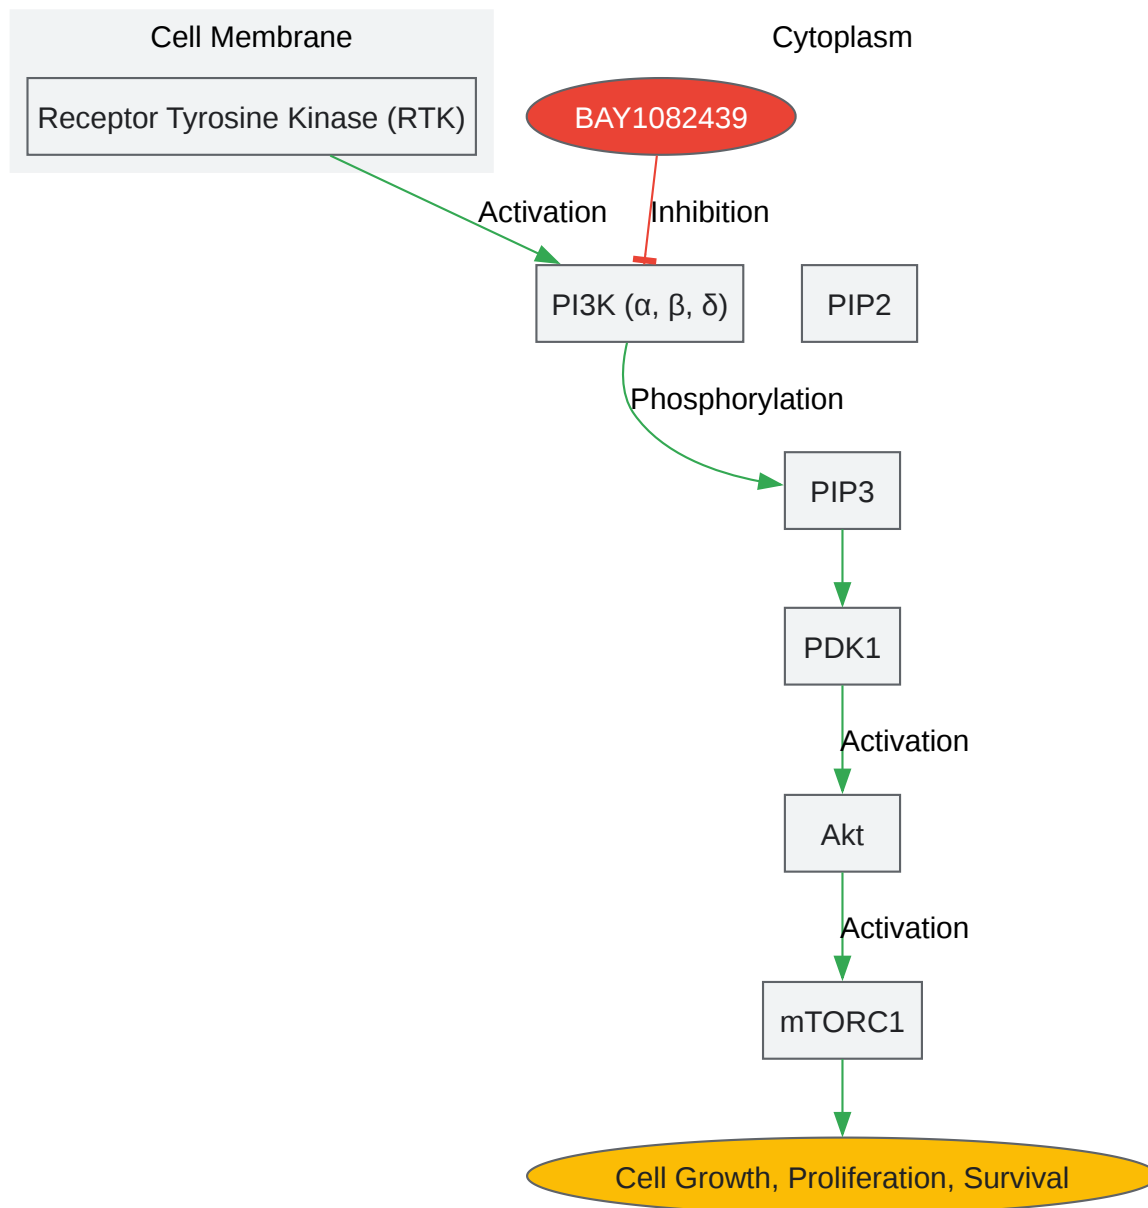 Cell Membrane
Cytoplasm
Receptor Tyrosine Kinase (RTK)
BAY1082439
Activation
Inhibition
PI3K (α, β, δ)
PIP2
Phosphorylation
PIP3
PDK1
Activation
Akt
Activation
mTORC1
Cell Growth, Proliferation, Survival